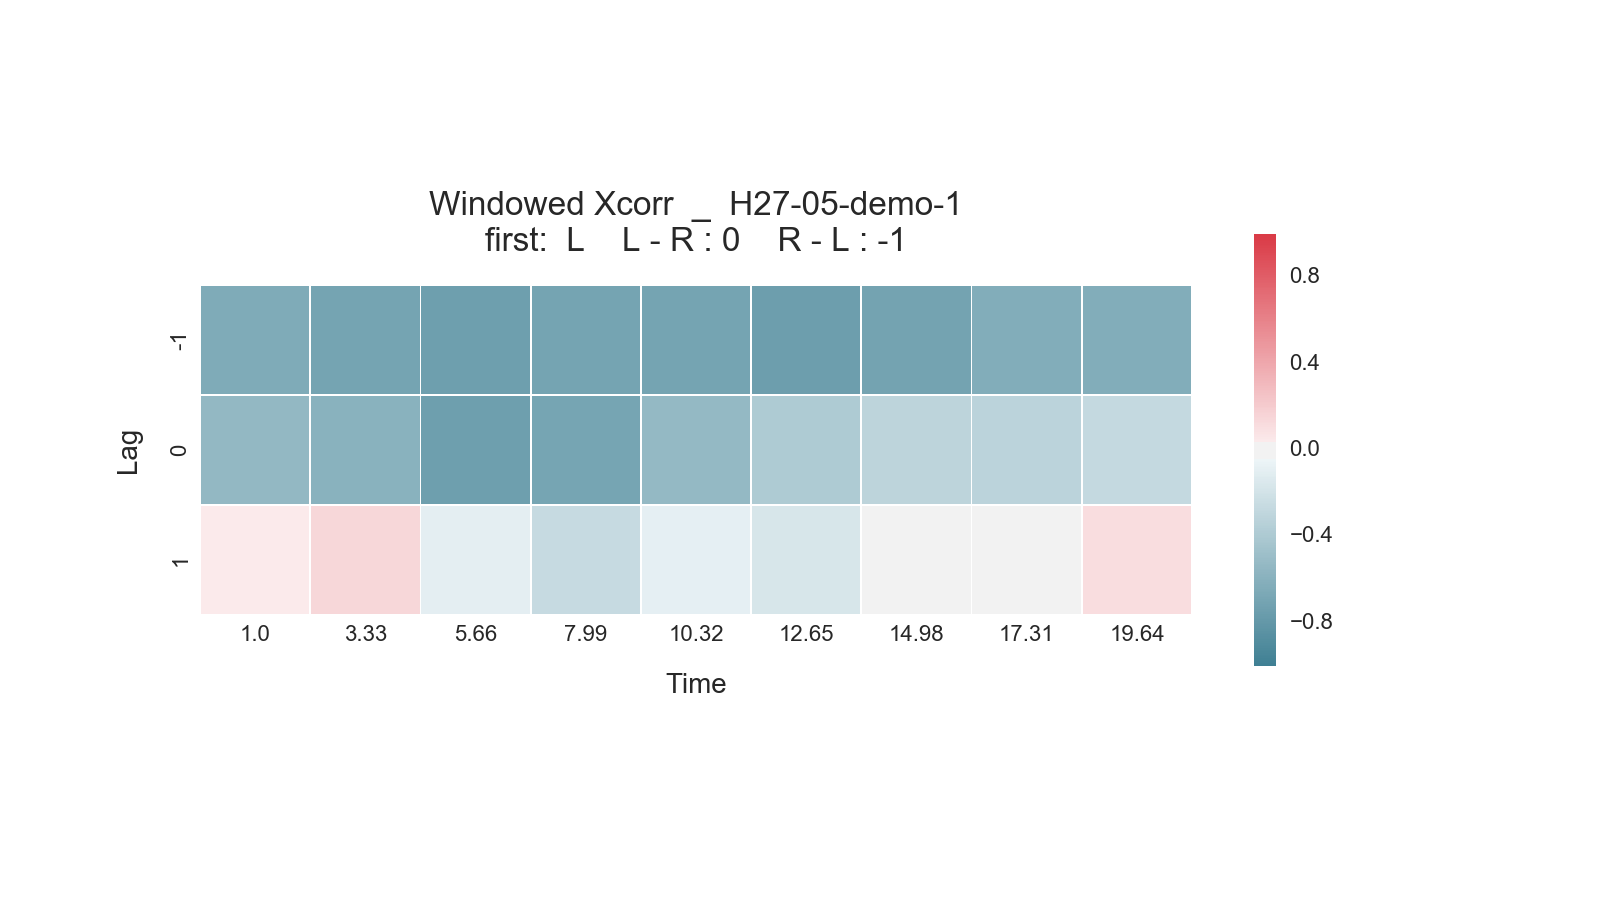 Windowed Xcorr _ H27-05-demo-1
first: L L - R : 0 R - L : -1
0.8
0.4
0.0
−0.4
−0.8
Lag
-1
0
1
1.0 3.33 5.66 7.99 10.32 12.65 14.98 17.31 19.64
Time